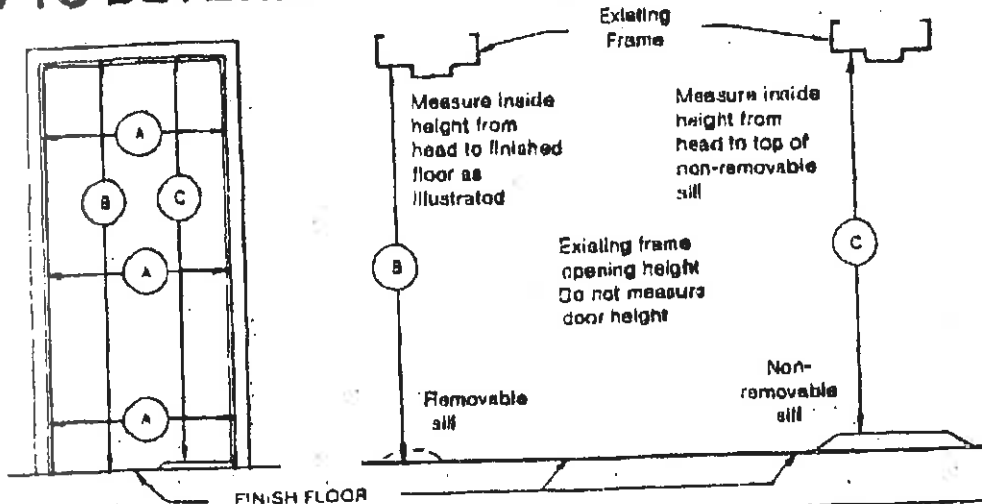 A
B
C
A
A
Existing
Frame
Measure inside
height from
head to finished
floor as
illustrated
Measure inside
height from
head to top of
non-removable
sill
B
C
Existing frame
opening height
Do not measure
door height
Removable
sill
Non-
removable
sill
FINISH FLOOR